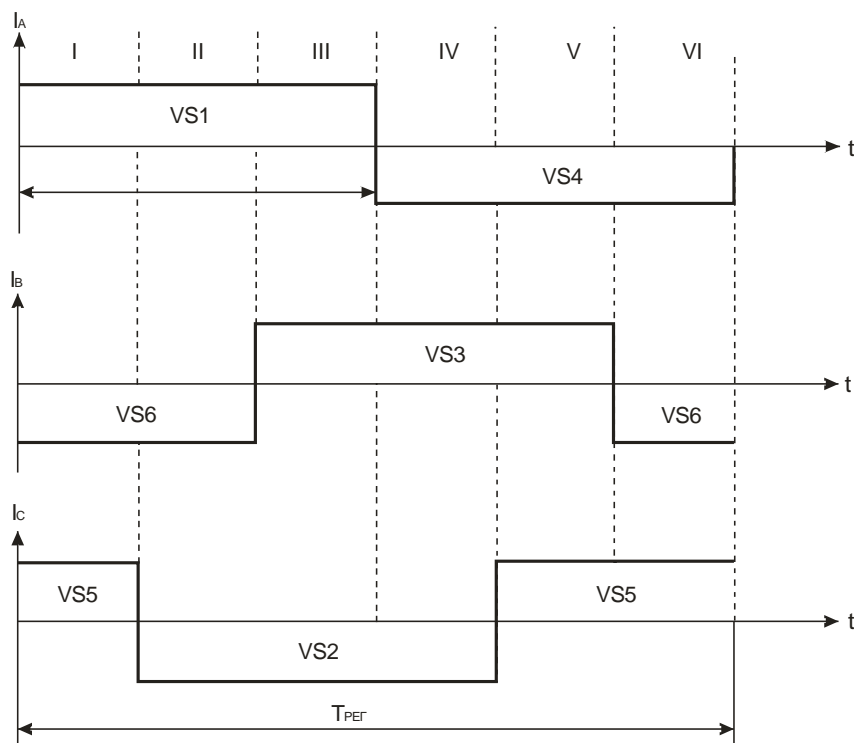 IA
I II III IV V VI
VS1
t
VS4
IB
VS3
t
VS6 VS6
IC
VS5 VS5
t
VS2
TРЕГ